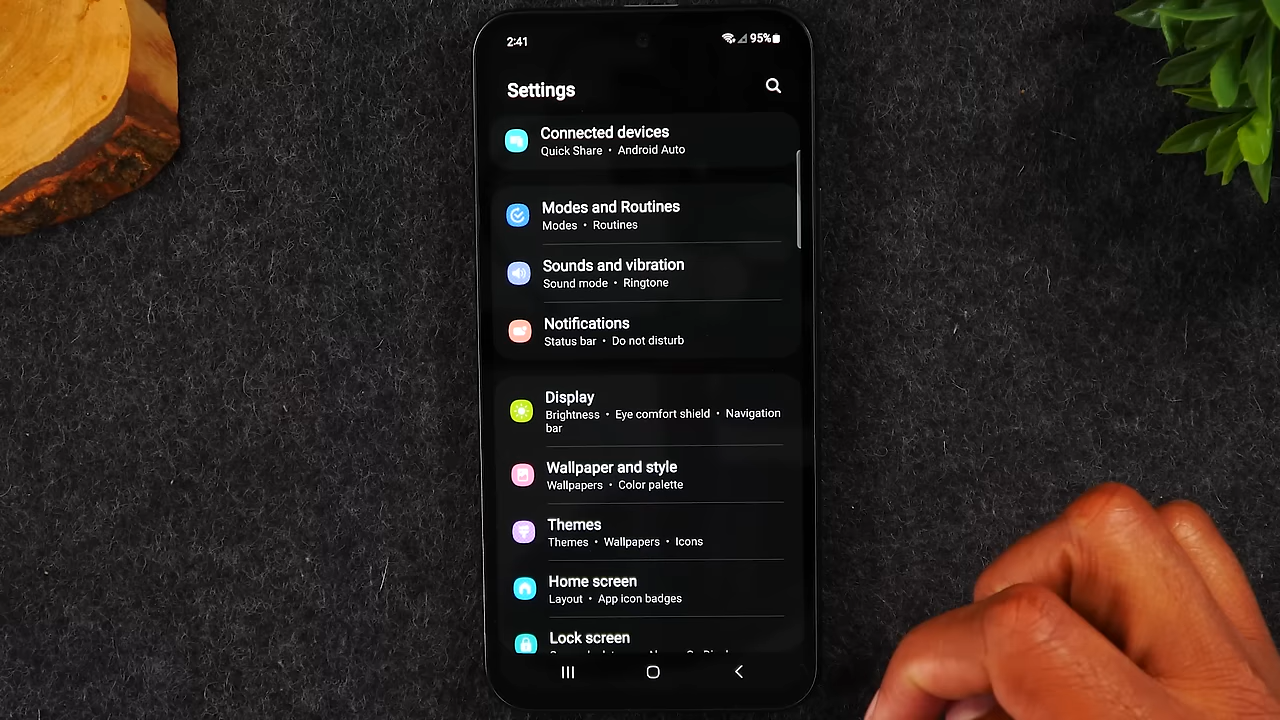 2:41
95%
Settings
Connected devices
Quick Share • Android Auto
Modes and Routines
Modes • Routines
Sounds and vibration
Sound mode • Ringtone
Notifications
Status bar • Do not disturb
Display
Brightness • Eye comfort shield • Navigation
bar
Wallpaper and style
Wallpapers • Color palette
Themes
Themes • Wallpapers • Icons
Home screen
Layout • App icon badges
Lock screen